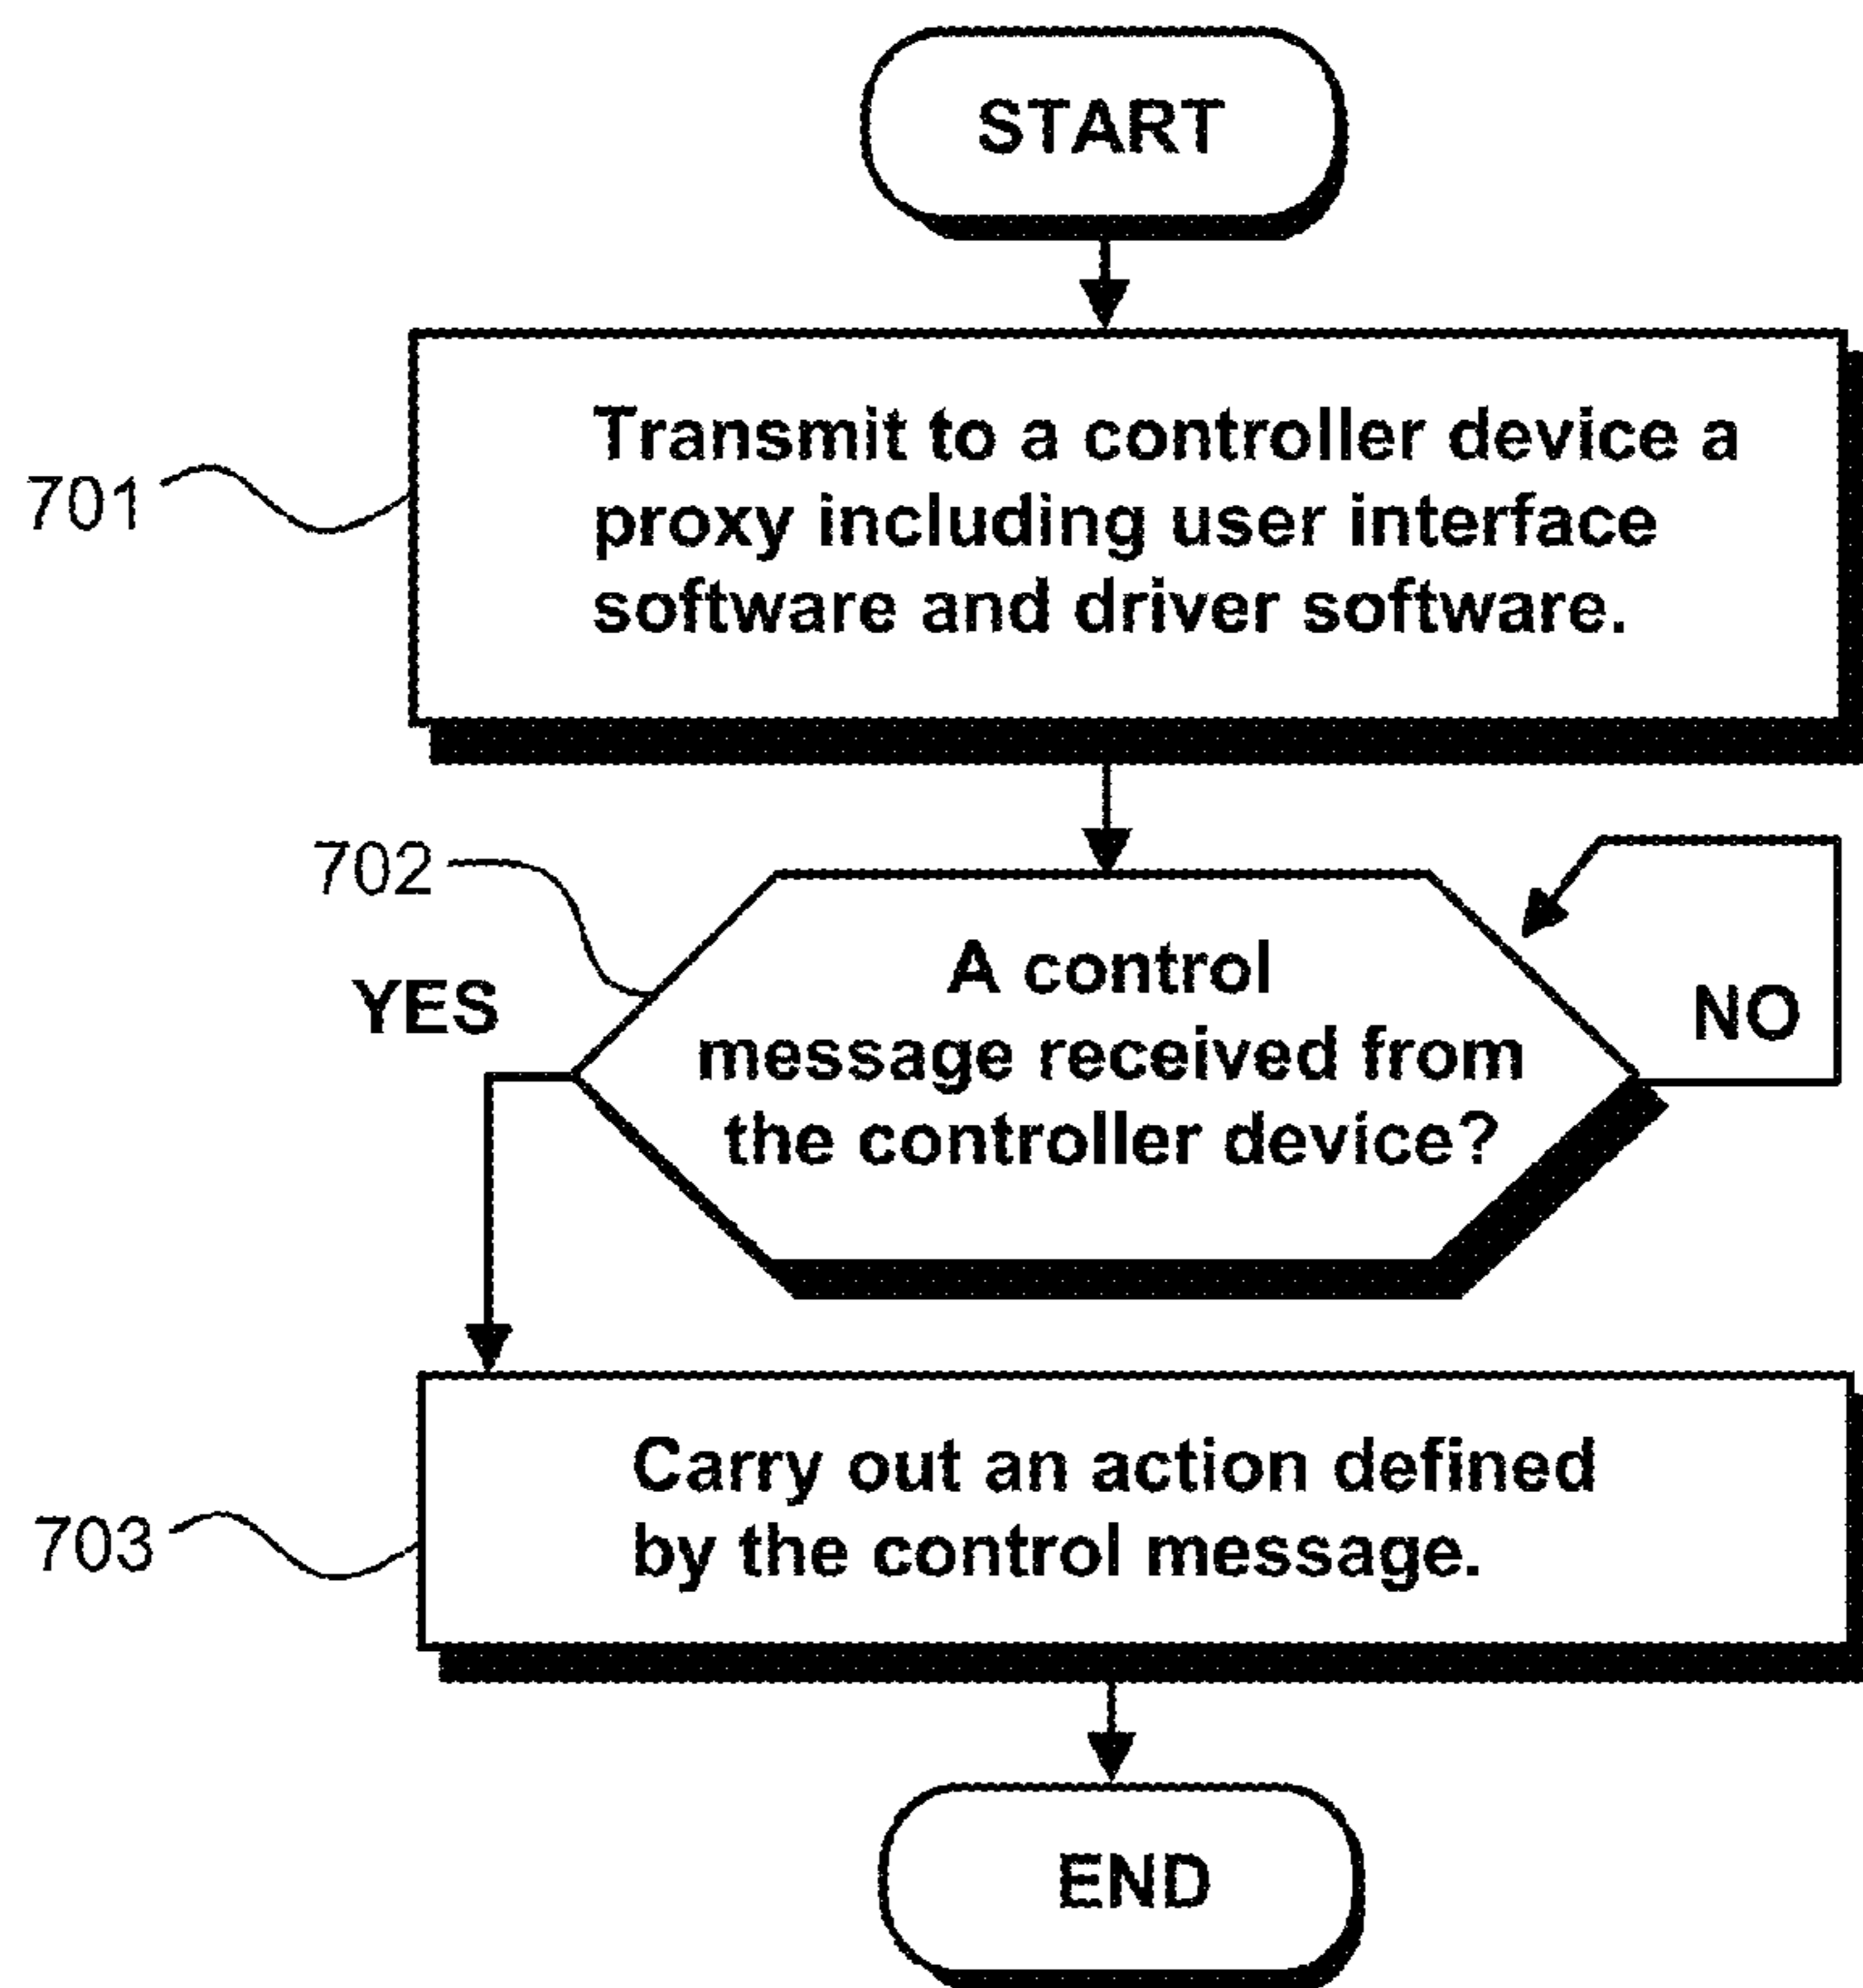 START
701
Transmit to a controller device a
proxy including user interface
software and driver software.
702
YES
A control
message received from
the controller device?
NO
703
Carry out an action defined
by the control message.
END